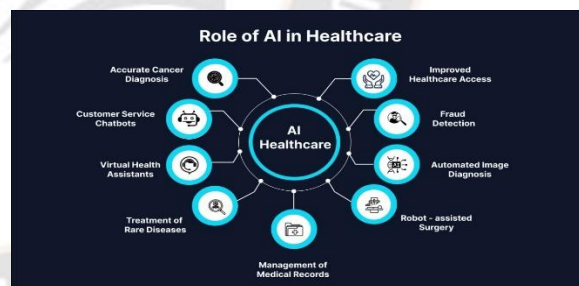 Role of AI in Healthcare
Accurate Cancer
Diagnosis
Improved
Healthcare Access
Customer Service
Chatbots
Fraud
Detection
AI
Healthcare
Virtual Health
Assistants
Automated Image
Diagnosis
Treatment of
Rare Diseases
Robot - assisted
Surgery
Management of
Medical Records